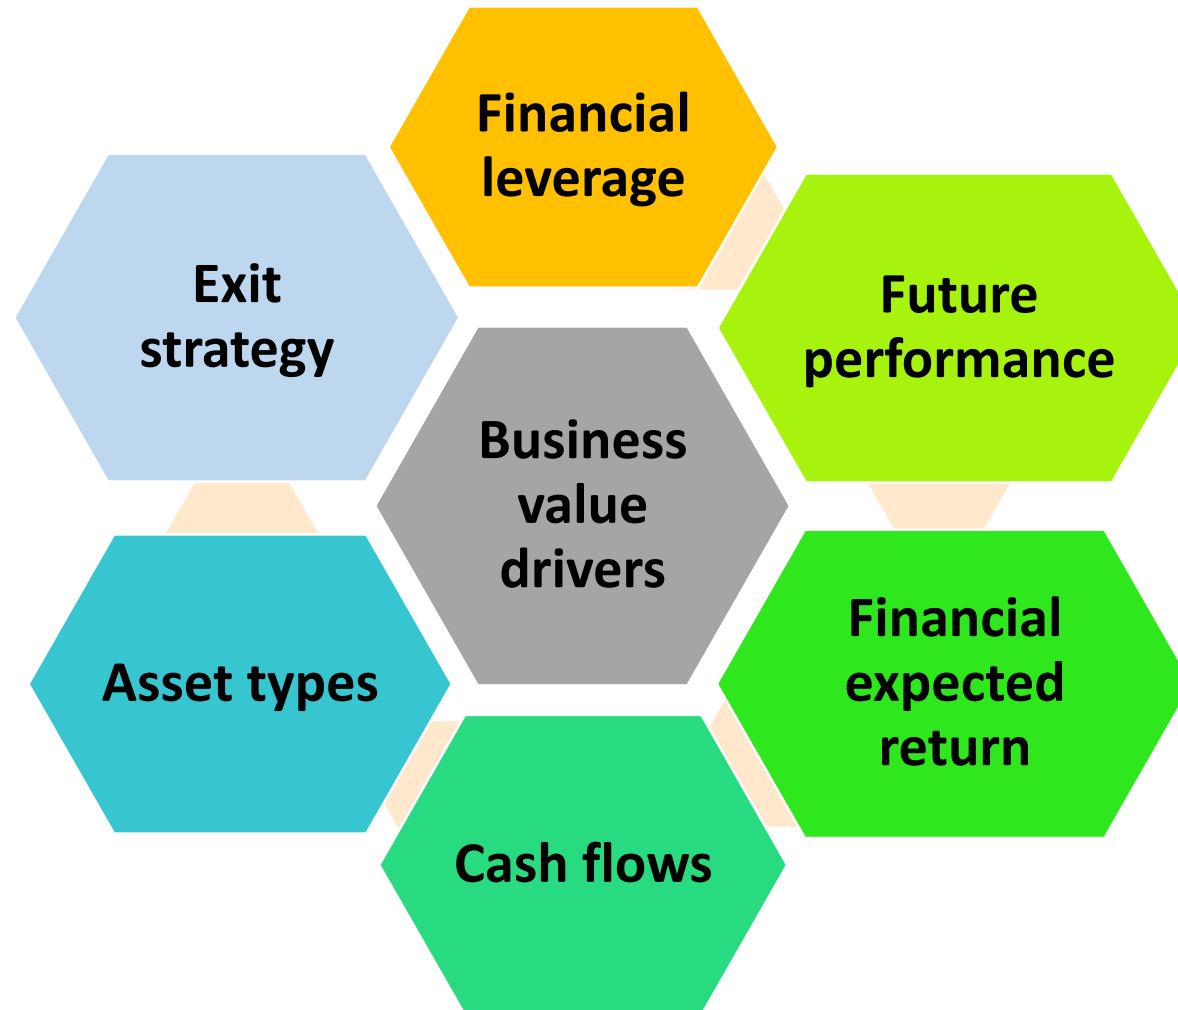 Financial
leverage
Exit
strategy
Future
performance
Business
value
drivers
Asset types
Financial
expected
return
Cash flows